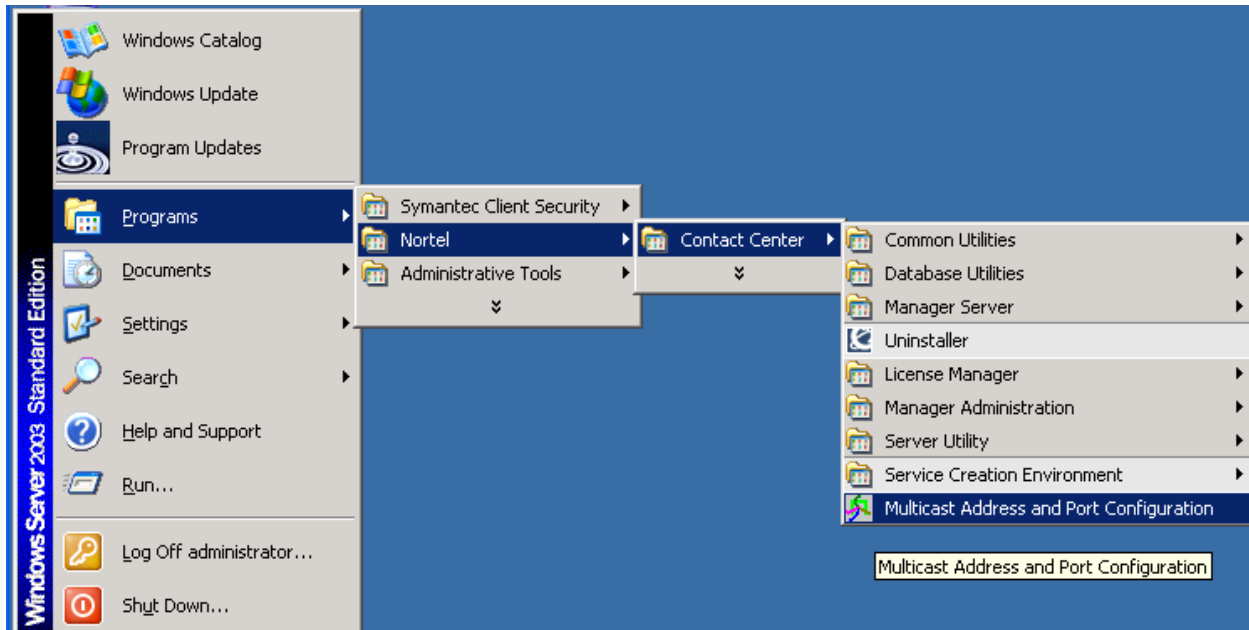 Windows Server 2003 Standard Edition
Windows Catalog
Windows Update
Program Updates
Programs
Documents
Settings
Search
Help and Support
Run...
Log Off administrator...
Shut Down...
Symantec Client Security
Nortel
Administrative Tools
Contact Center
Common Utilities
Database Utilities
Manager Server
Uninstaller
License Manager
Manager Administration
Server Utility
Service Creation Environment
Multicast Address and Port Configuration
Multicast Address and Port Configuration